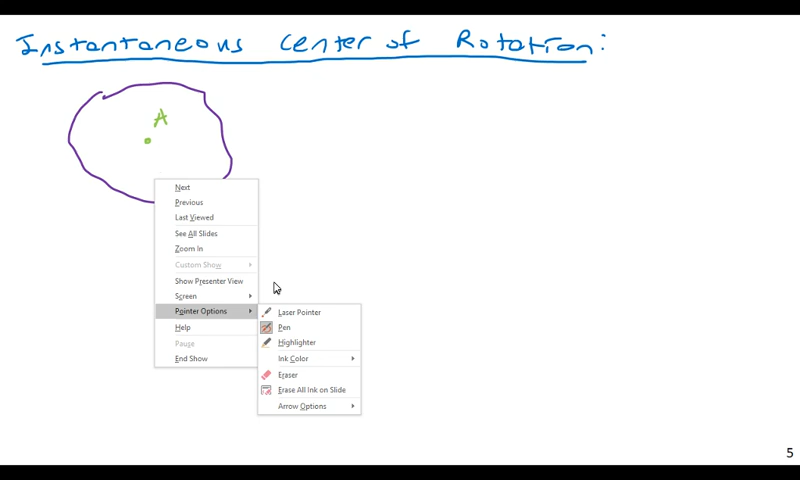 Instantaneous Center of Rotation:
A
Next
Previous
Last Viewed
See All Slides
Zoom In
Custom Show
Show Presenter View
Screen
Pointer Options
Help
Pause
End Show
Laser Pointer
Pen
Highlighter
Ink Color
Eraser
Erase All Ink on Slide
Arrow Options
5